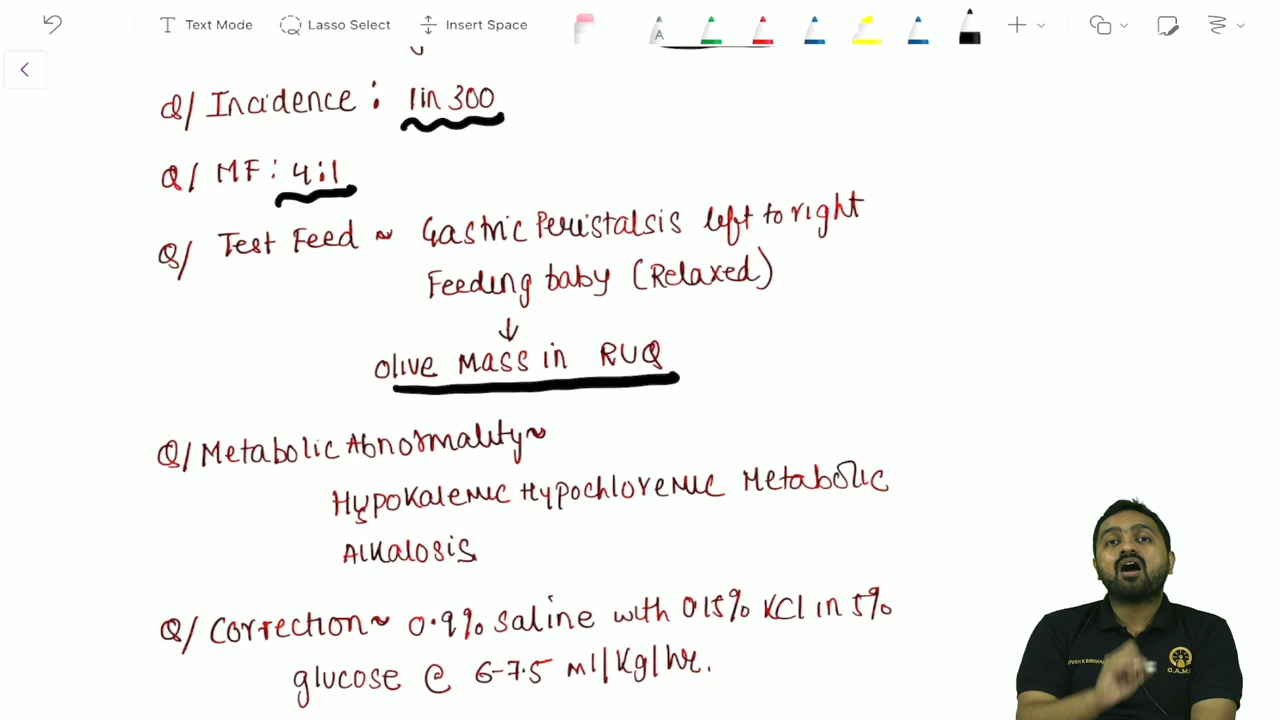 Text Mode Lasso Select Insert Space
A
Q/ Incidence : 1 in 300
Q/ MF : 4:1
Q/ Test Feed ~ Gastric Peristalsis left to right
Feeding baby (Relaxed)
↓
Olive Mass in RUQ
Q/ Metabolic Abnormality ~
Hypokalemic Hypochloremic Metabolic
Alkalosis
Q/ Correction ~ 0.9% saline with 0.15% KCl in 5%
glucose @ 6-7.5 ml/kg/hr.
G.A.M.S